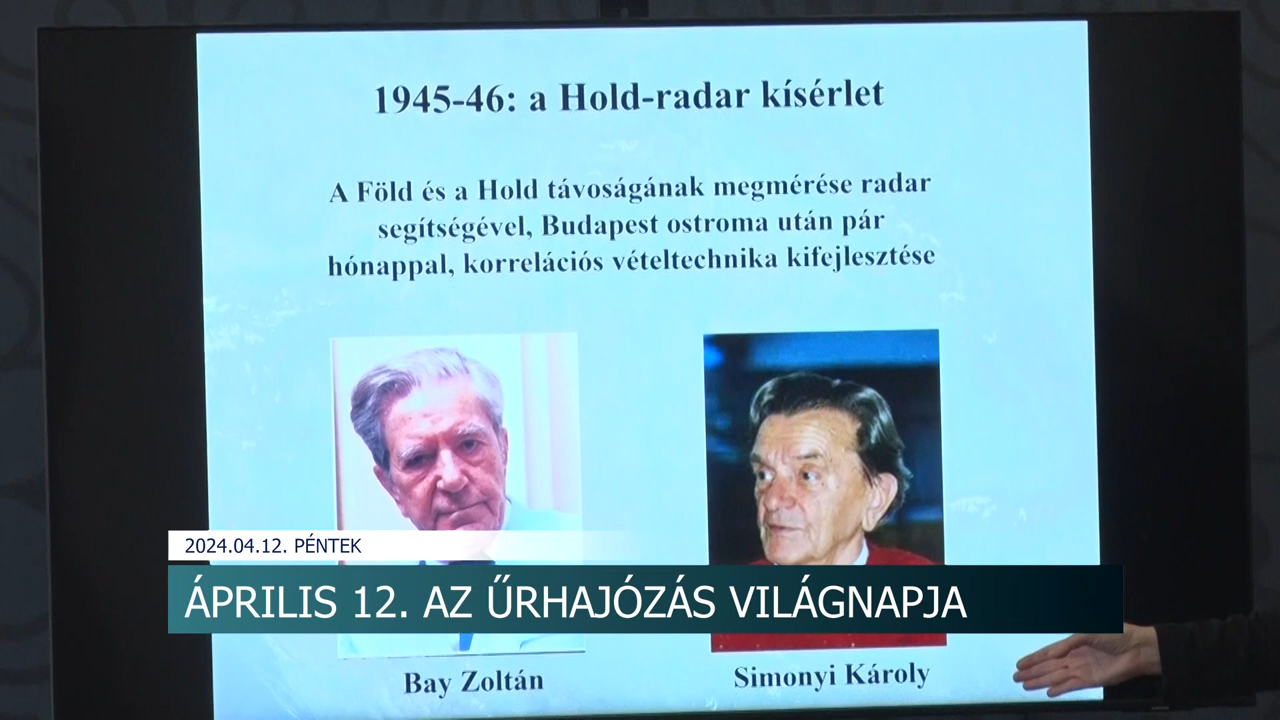 1945-46: a Hold-radar kísérlet
A Föld és a Hold távoságának megmérése radar
segítségével, Budapest ostroma után pár
hónappal, korrelációs vételtechnika kifejlesztése
2024.04.12. PÉNTEK
ÁPRILIS 12. AZ ŰRHAJÓZÁS VILÁGNAPJA
Bay Zoltán
Simonyi Károly